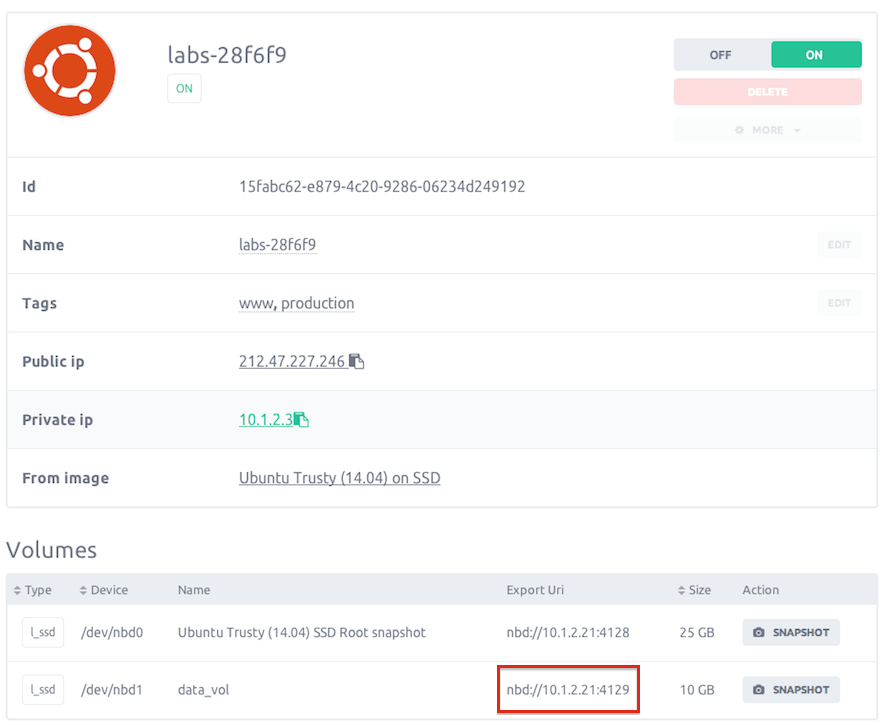 labs-28f6f9
ON
OFF ON
DELETE
MORE
Id 15fabc62-e879-4c20-9286-06234d249192
Name labs-28f6f9 EDIT
Tags www, production EDIT
Public ip 212.47.227.246
Private ip 10.1.2.3
From image Ubuntu Trusty (14.04) on SSD
Volumes
Type Device Name Export Uri Size Action
l_ssd /dev/nbd0 Ubuntu Trusty (14.04) SSD Root snapshot nbd://10.1.2.21:4128 25 GB SNAPSHOT
l_ssd /dev/nbd1 data_vol nbd://10.1.2.21:4129 10 GB SNAPSHOT